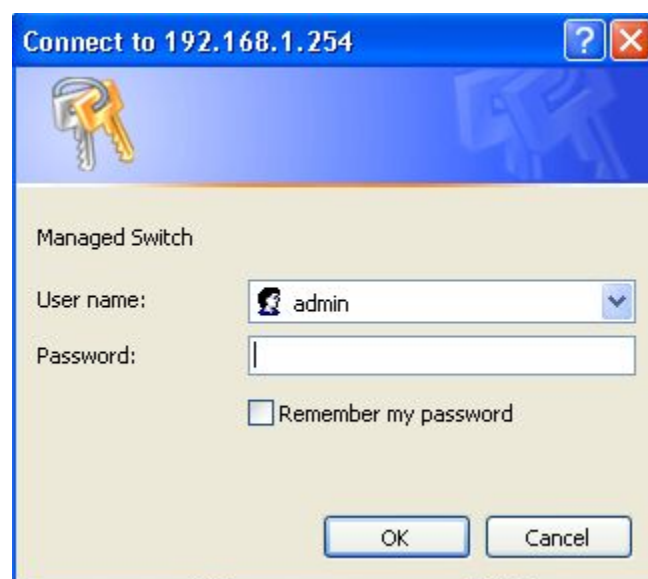 Connect to 192.168.1.254
Managed Switch
User name: admin
Password:
Remember my password
OK Cancel